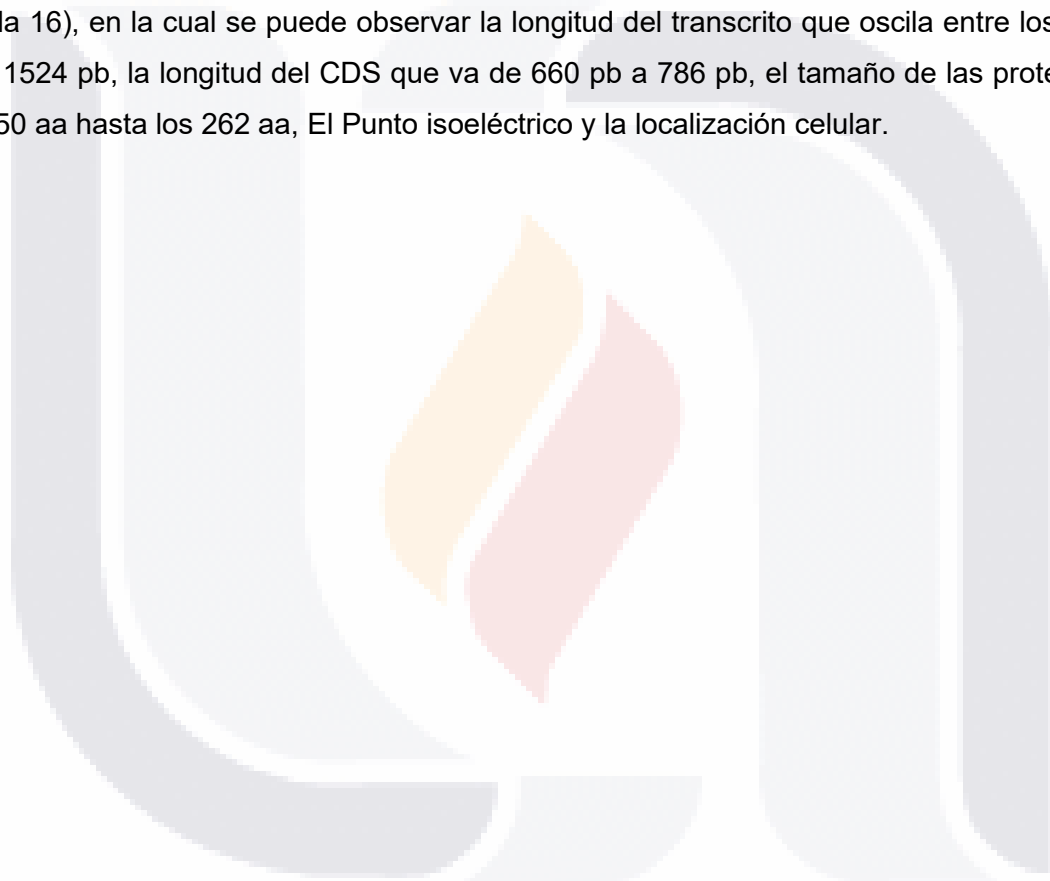 la 16), en la cual se puede observar la longitud del transcrito que oscila entre los
1524 pb, la longitud del CDS que va de 660 pb a 786 pb, el tamaño de las prote
50 aa hasta los 262 aa, El Punto isoeléctrico y la localización celular.